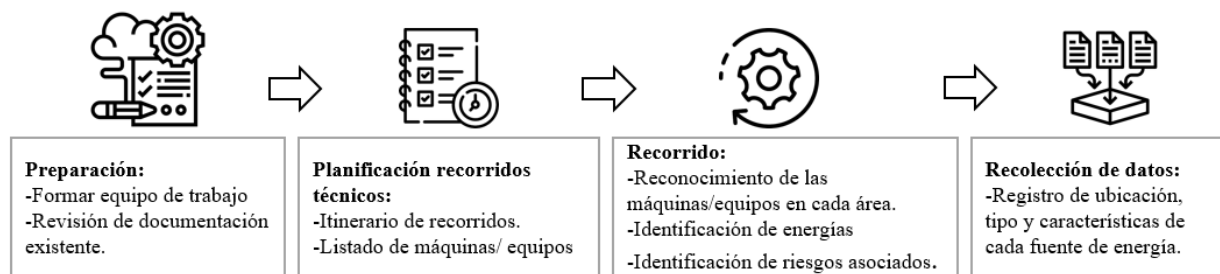 Preparación:
-Formar equipo de trabajo
-Revisión de documentación
existente.
Planificación recorridos
técnicos:
-Itinerario de recorridos.
-Listado de máquinas/ equipos
Recorrido:
-Reconocimiento de las
máquinas/equipos en cada área.
-Identificación de energías
-Identificación de riesgos asociados.
Recolección de datos:
-Registro de ubicación,
tipo y características de
cada fuente de energía.